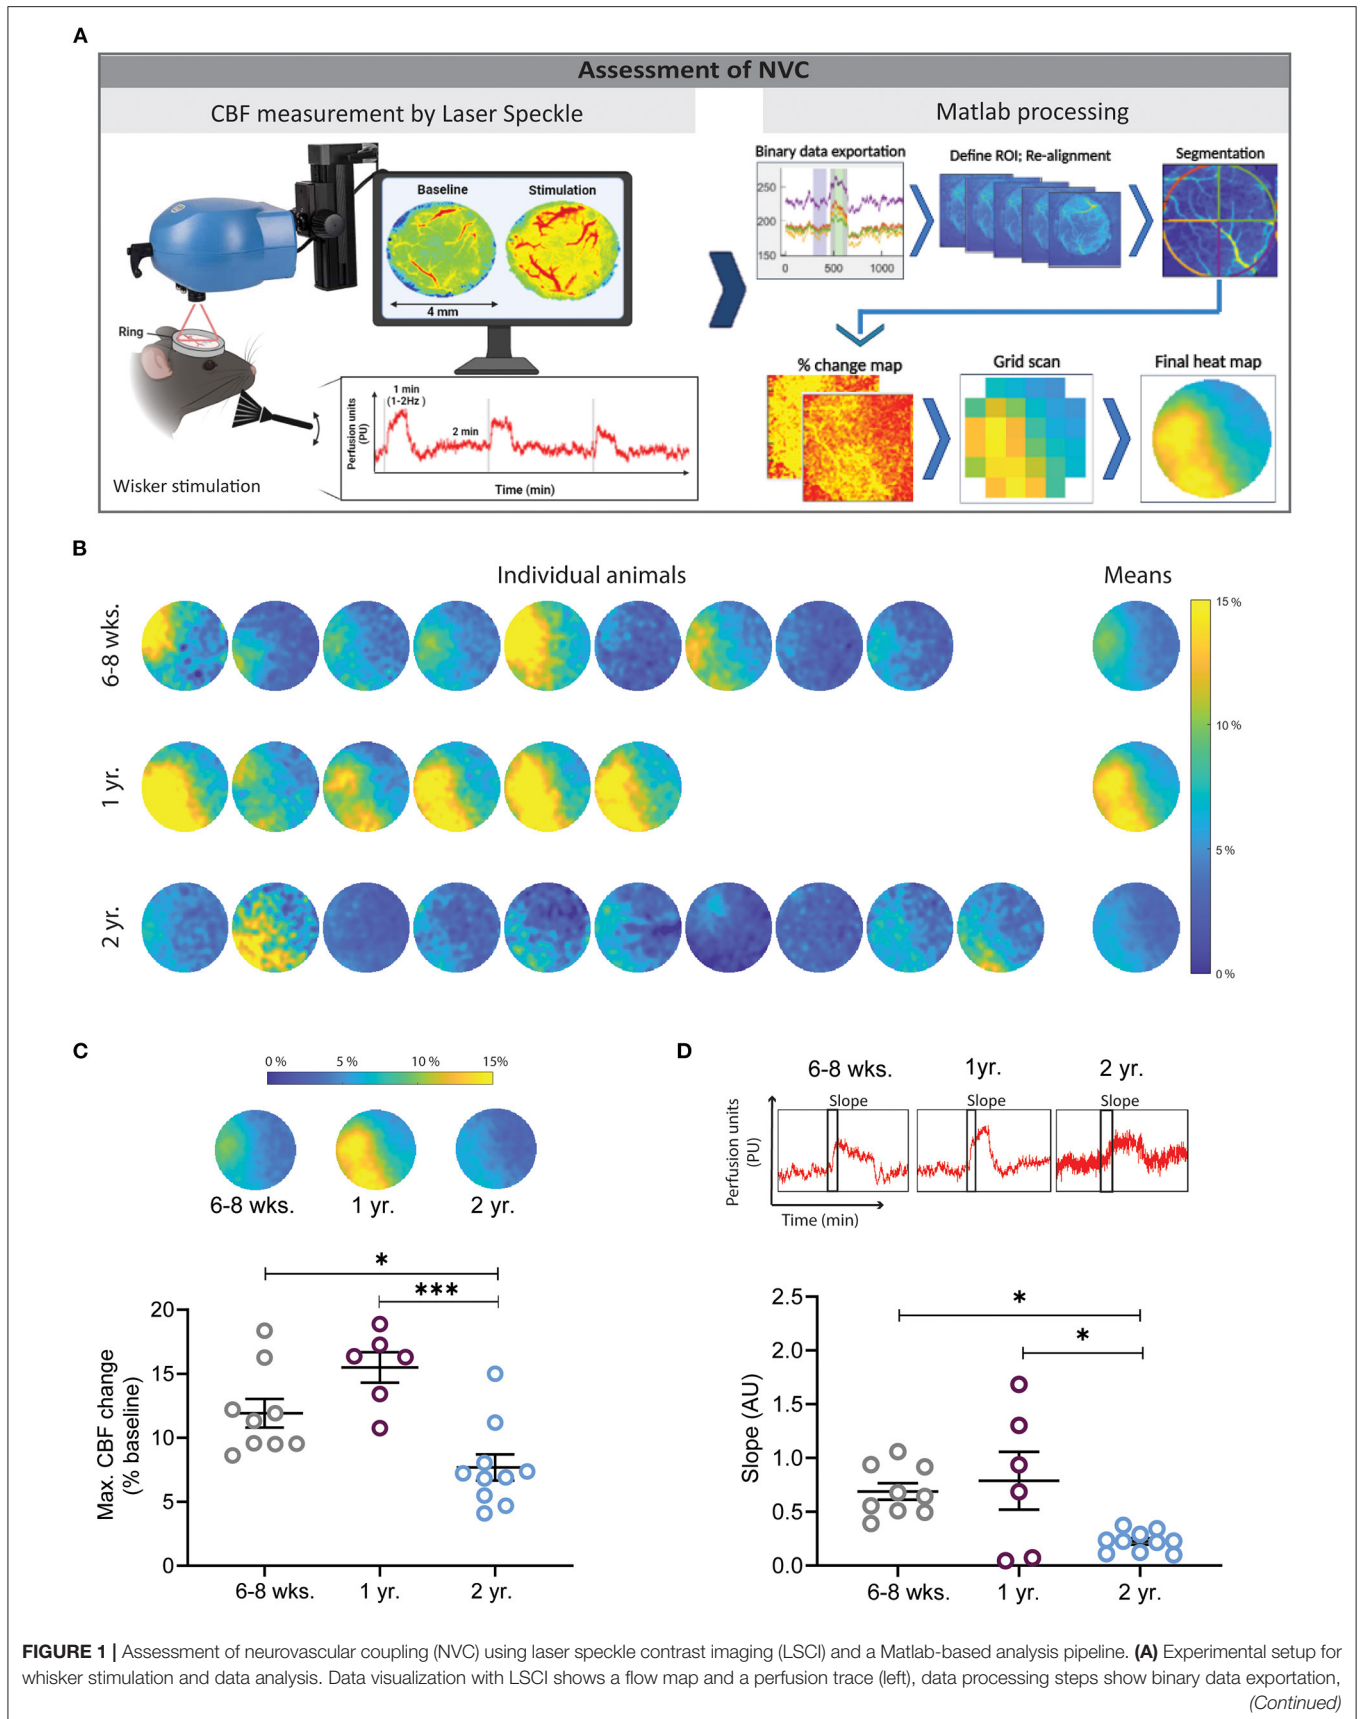 A
Assessment of NVC
CBF measurement by Laser Speckle
Matlab processing
Baseline
Stimulation
4 mm
Ring
1 min
(1-2Hz )
2 min
Perfusion units
(PU)
Time (min)
Wisker stimulation
Binary data exportation
250
200
150
0
500
1000
Define ROI; Re-alignment
Segmentation
% change map
Grid scan
Final heat map
B
Individual animals
Means
6-8 wks.
1 yr.
2 yr.
15 %
10 %
5 %
0 %
C
0 %
5 %
10 %
15%
6-8 wks.
1 yr.
2 yr.
*
***
Max. CBF change
(% baseline)
20
15
10
5
0
6-8 wks.
1 yr.
2 yr.
D
6-8 wks.
1yr.
2 yr.
Slope
Slope
Slope
Perfusion units
(PU)
Time (min)
*
*
Slope (AU)
2.5
2.0
1.5
1.0
0.5
0.0
6-8 wks.
1 yr.
2 yr.
FIGURE 1 | Assessment of neurovascular coupling (NVC) using laser speckle contrast imaging (LSCI) and a Matlab-based analysis pipeline. (A) Experimental setup for
whisker stimulation and data analysis. Data visualization with LSCI shows a flow map and a perfusion trace (left), data processing steps show binary data exportation,
(Continued)